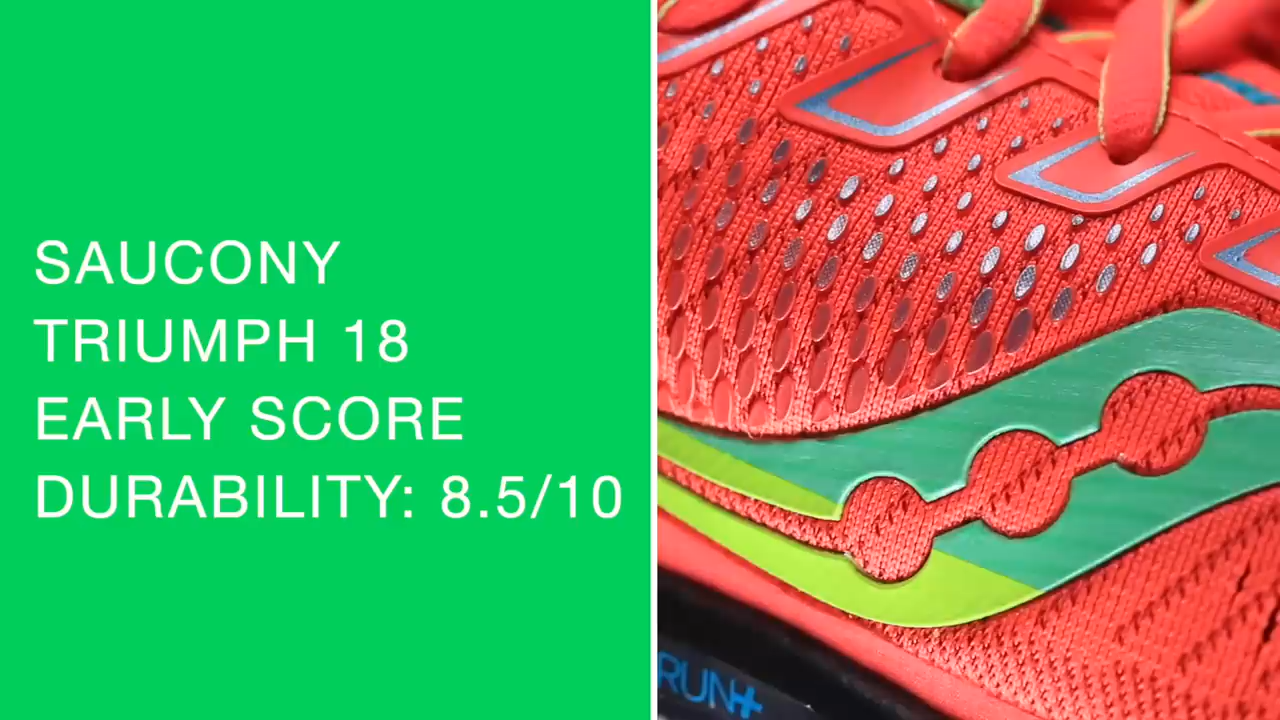 SAUCONY
TRIUMPH 18
EARLY SCORE
DURABILITY: 8.5/10
RUN+